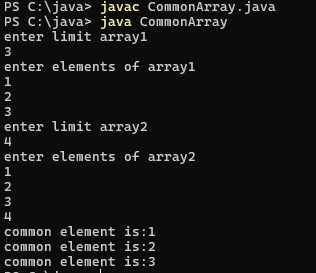 PS C:\java> javac CommonArray.java
PS C:\java> java CommonArray
enter limit array1
3
enter elements of array1
1
2
3
enter limit array2
4
enter elements of array2
1
2
3
4
common element is:1
common element is:2
common element is:3
PS C:\java>